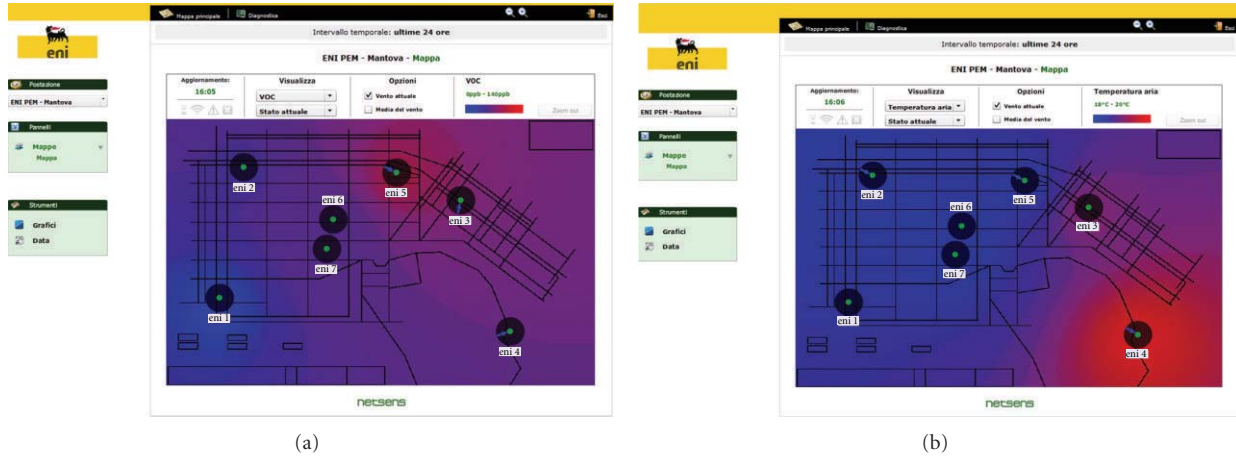 Mappa principale Diagnostica Esci
Intervallo temporale: ultime 24 ore
eni
ENI PEM - Mantova - Mappa
Postazione
ENI PEM - Mantova
Pannelli
Mappe
Mappa
Strumenti
Grafici
Data
Aggiornamento: Visualizza Opzioni VOC
16:05 VOC Vento attuale 0ppb - 140ppb
Stato attuale Media del vento Zoom out
eni 2
eni 5
eni 6
eni 3
eni 7
eni 1
eni 4
netsens
(a)
Mappa principale Diagnostica Esci
Intervallo temporale: ultime 24 ore
eni
ENI PEM - Mantova - Mappa
Postazione
ENI PEM - Mantova
Pannelli
Mappe
Mappa
Strumenti
Grafici
Data
Aggiornamento: Visualizza Opzioni Temperatura aria
16:06 Temperatura aria Vento attuale 18°C - 20°C
Stato attuale Media del vento Zoom out
eni 2
eni 5
eni 6
eni 3
eni 7
eni 1
eni 4
netsens
(b)